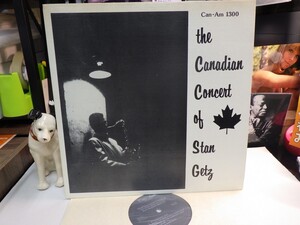 Can-Am 1300
the
Canadian
Concert
of
Stan
Getz